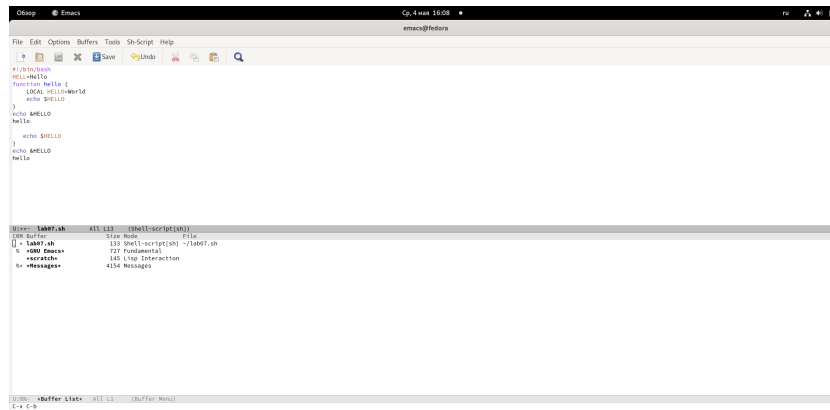 Обзор Emacs Ср, 4 мая 16:08 ru
emacs@fedora
File Edit Options Buffers Tools Sh-Script Help
Save Undo
#!/bin/bash
HELL=Hello
function hello {
LOCAL HELLO=World
echo $HELLO
}
echo &HELLO
hello
echo $HELLO
}
echo &HELLO
hello
U:**- lab07.sh All L13 (Shell-script[sh])
CRM Buffer Size Mode File
* lab07.sh 133 Shell-script[sh] ~/lab07.sh
% *GNU Emacs* 727 Fundamental
*scratch* 145 Lisp Interaction
%* *Messages* 4154 Messages
U:%%- *Buffer List* All L1 (Buffer Menu)
C-x C-b